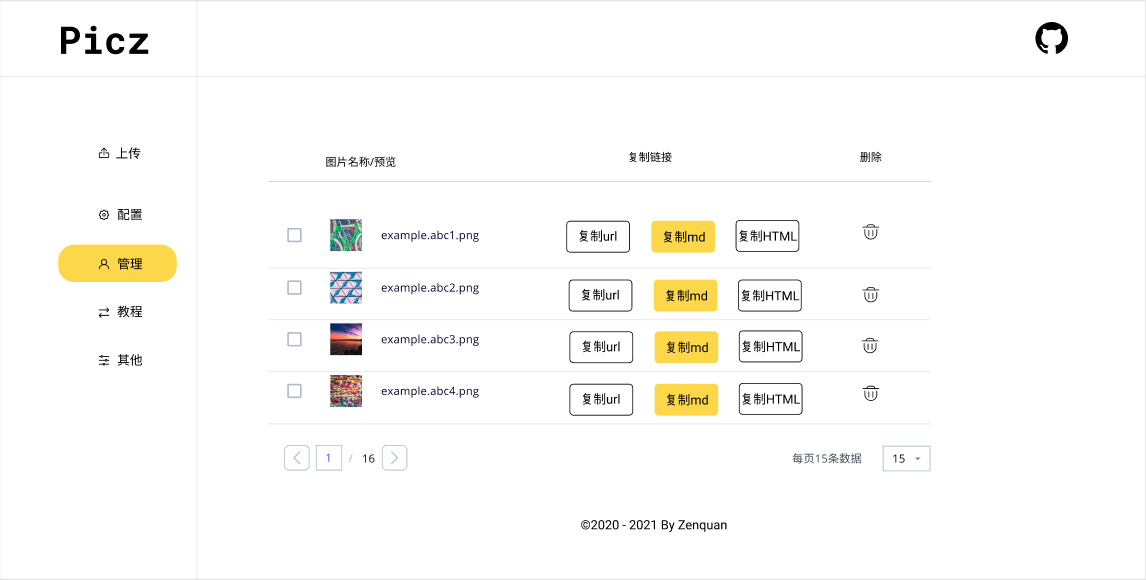 Picz
上传
配置
管理
教程
其他
图片名称/预览 复制链接 删除
example.abc1.png 复制url 复制md 复制HTML
example.abc2.png 复制url 复制md 复制HTML
example.abc3.png 复制url 复制md 复制HTML
example.abc4.png 复制url 复制md 复制HTML
1 / 16 每页15条数据 15
©2020 - 2021 By Zenquan